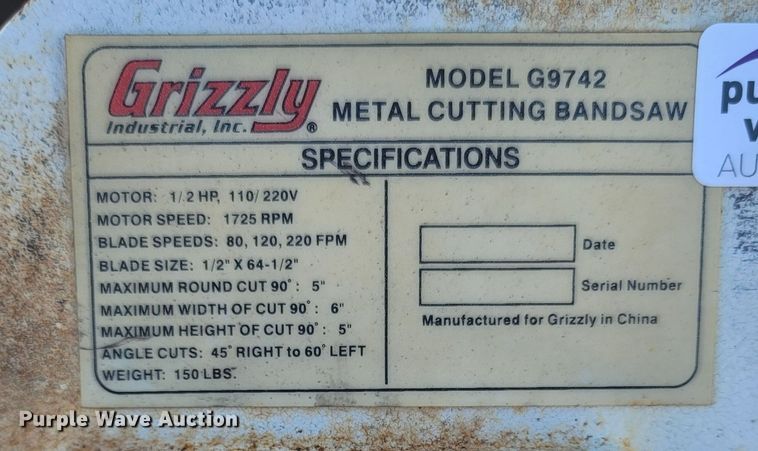 Grizzly
Industrial, Inc.®
MODEL G9742
METAL CUTTING BANDSAW
SPECIFICATIONS
MOTOR: 1/2 HP, 110/220V
MOTOR SPEED: 1725 RPM
BLADE SPEEDS: 80, 120, 220 FPM
BLADE SIZE: 1/2" X 64-1/2"
MAXIMUM ROUND CUT 90°: 5"
MAXIMUM WIDTH OF CUT 90°: 6"
MAXIMUM HEIGHT OF CUT 90°: 5"
ANGLE CUTS: 45° RIGHT to 60° LEFT
WEIGHT: 150 LBS.
Date
Serial Number
Manufactured for Grizzly in China
pu
AU
Purple Wave Auction